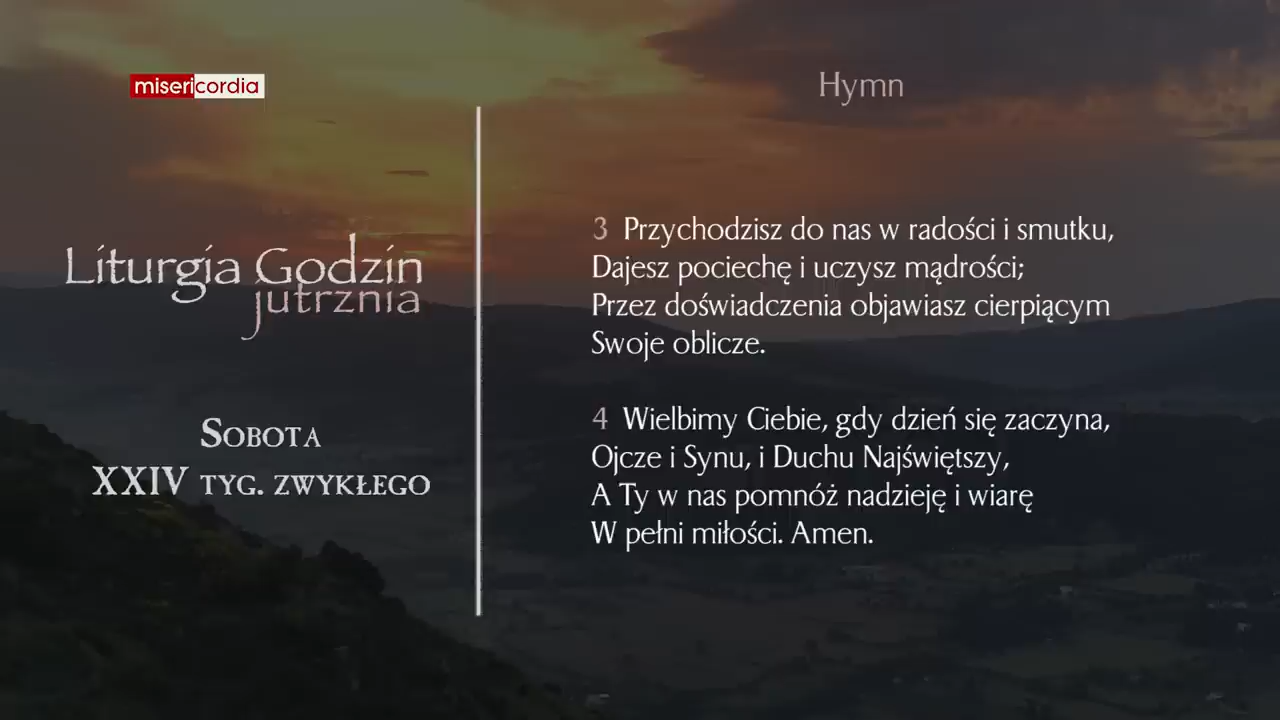 misericordia
Liturgia Godzin
jutrznia
Sobota
XXIV tyg. zwykłego
Hymn
3 Przychodzisz do nas w radości i smutku,
Dajesz pociechę i uczysz mądrości;
Przez doświadczenia objawiasz cierpiącym
Swoje oblicze.
4 Wielbimy Ciebie, gdy dzień się zaczyna,
Ojcze i Synu, i Duchu Najświętszy,
A Ty w nas pomnóż nadzieję i wiarę
W pełni miłości. Amen.